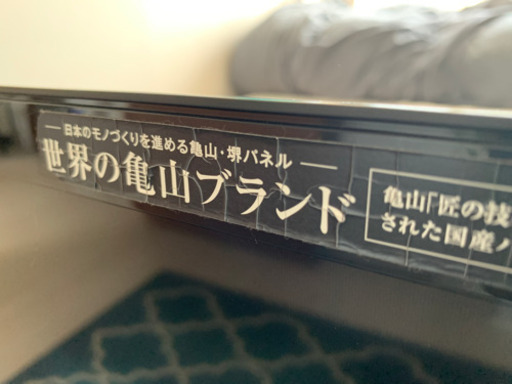 日本のモノづくりを進める亀山・堺パネル
世界の亀山ブランド
亀山「匠の技
された国産